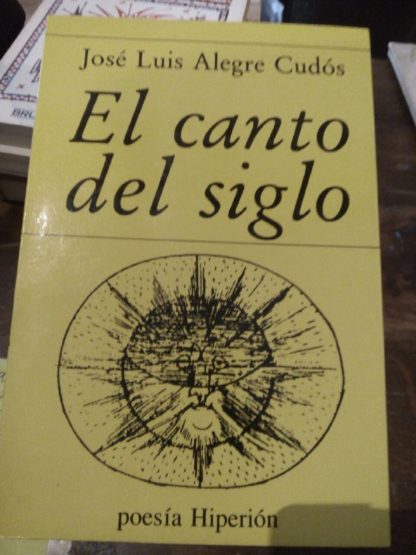 José Luis Alegre Cudós
El canto
del siglo
poesía Hiperión